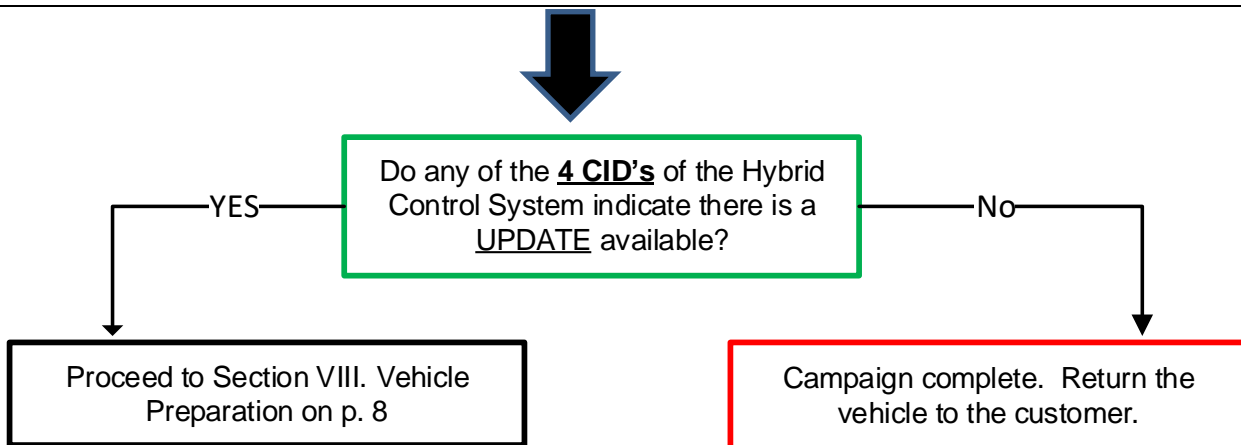 Do any of the 4 CID's of the Hybrid
Control System indicate there is a
UPDATE available?
YES
No
Proceed to Section VIII. Vehicle
Preparation on p. 8
Campaign complete.  Return the
vehicle to the customer.